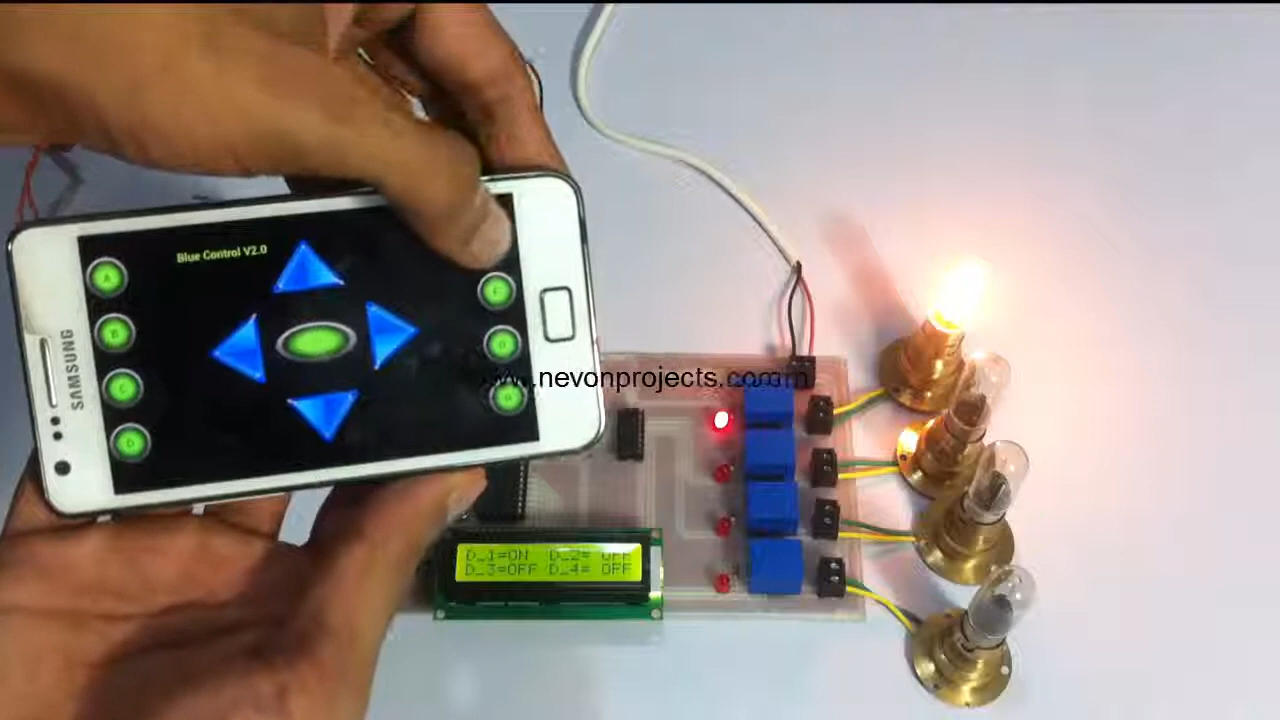 Blue Control V2.0
A
B
C
D
SAMSUNG
www.nevonprojects.com
D_1=ON D_2= OFF
D_3=OFF D_4= OFF